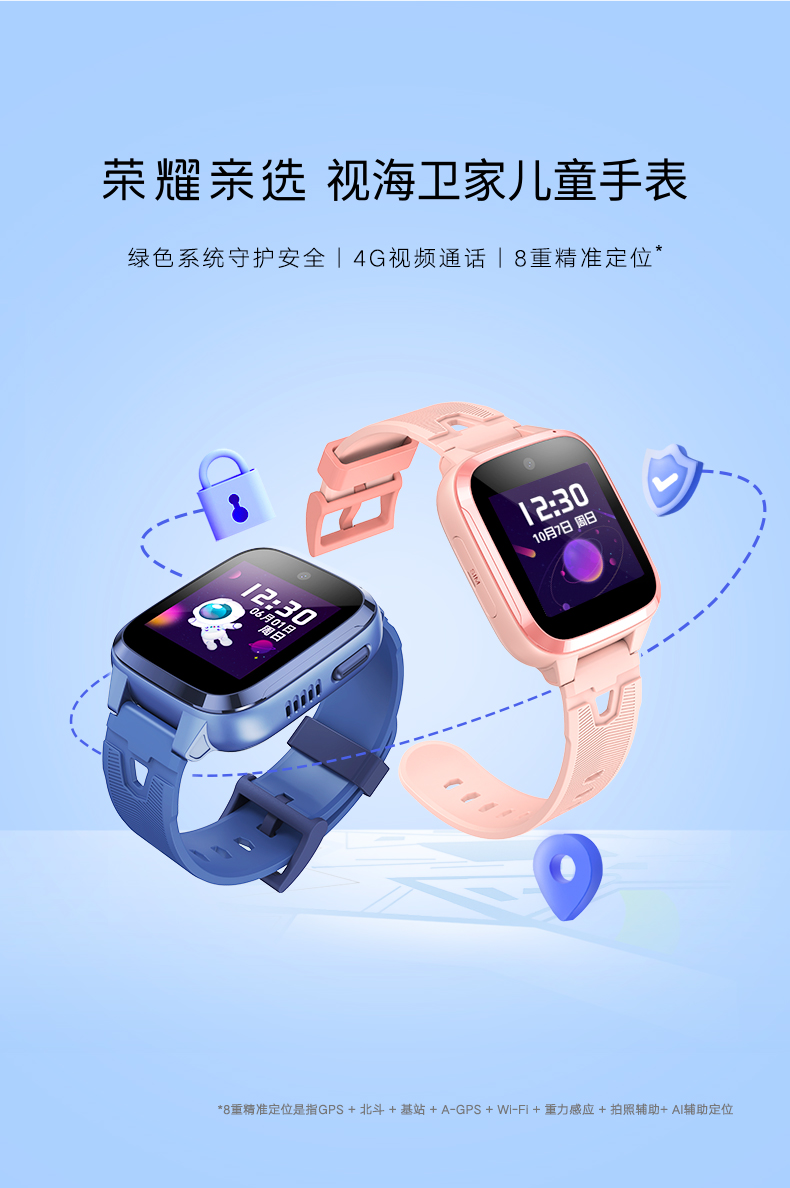 荣耀亲选 视海卫家儿童手表
绿色系统守护安全丨4G视频通话丨8重精准定位*
12:30
10月7日 周日
SIM
12:30
06月01日
周日
*8重精准定位是指GPS + 北斗 + 基站 + A-GPS + Wi-Fi + 重力感应 + 拍照辅助+ AI辅助定位